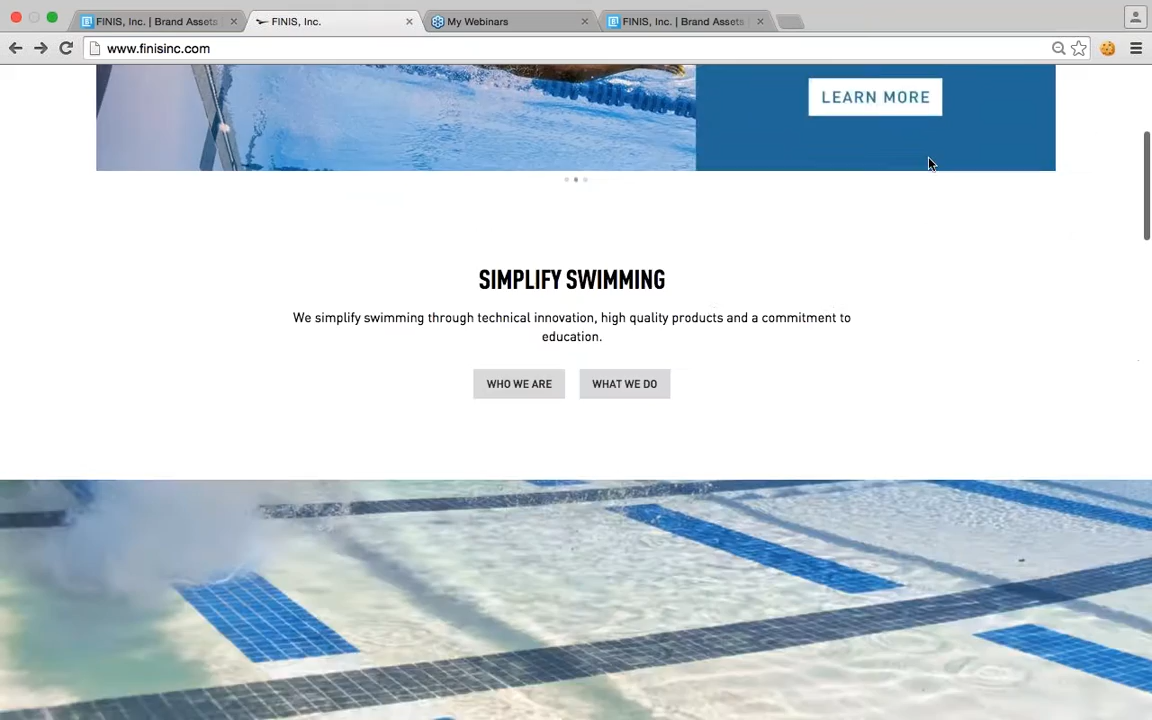 FINIS, Inc. | Brand Assets
FINIS, Inc.
My Webinars
FINIS, Inc. | Brand Assets
www.finisinc.com
LEARN MORE
SIMPLIFY SWIMMING
We simplify swimming through technical innovation, high quality products and a commitment to
education.
WHO WE ARE
WHAT WE DO